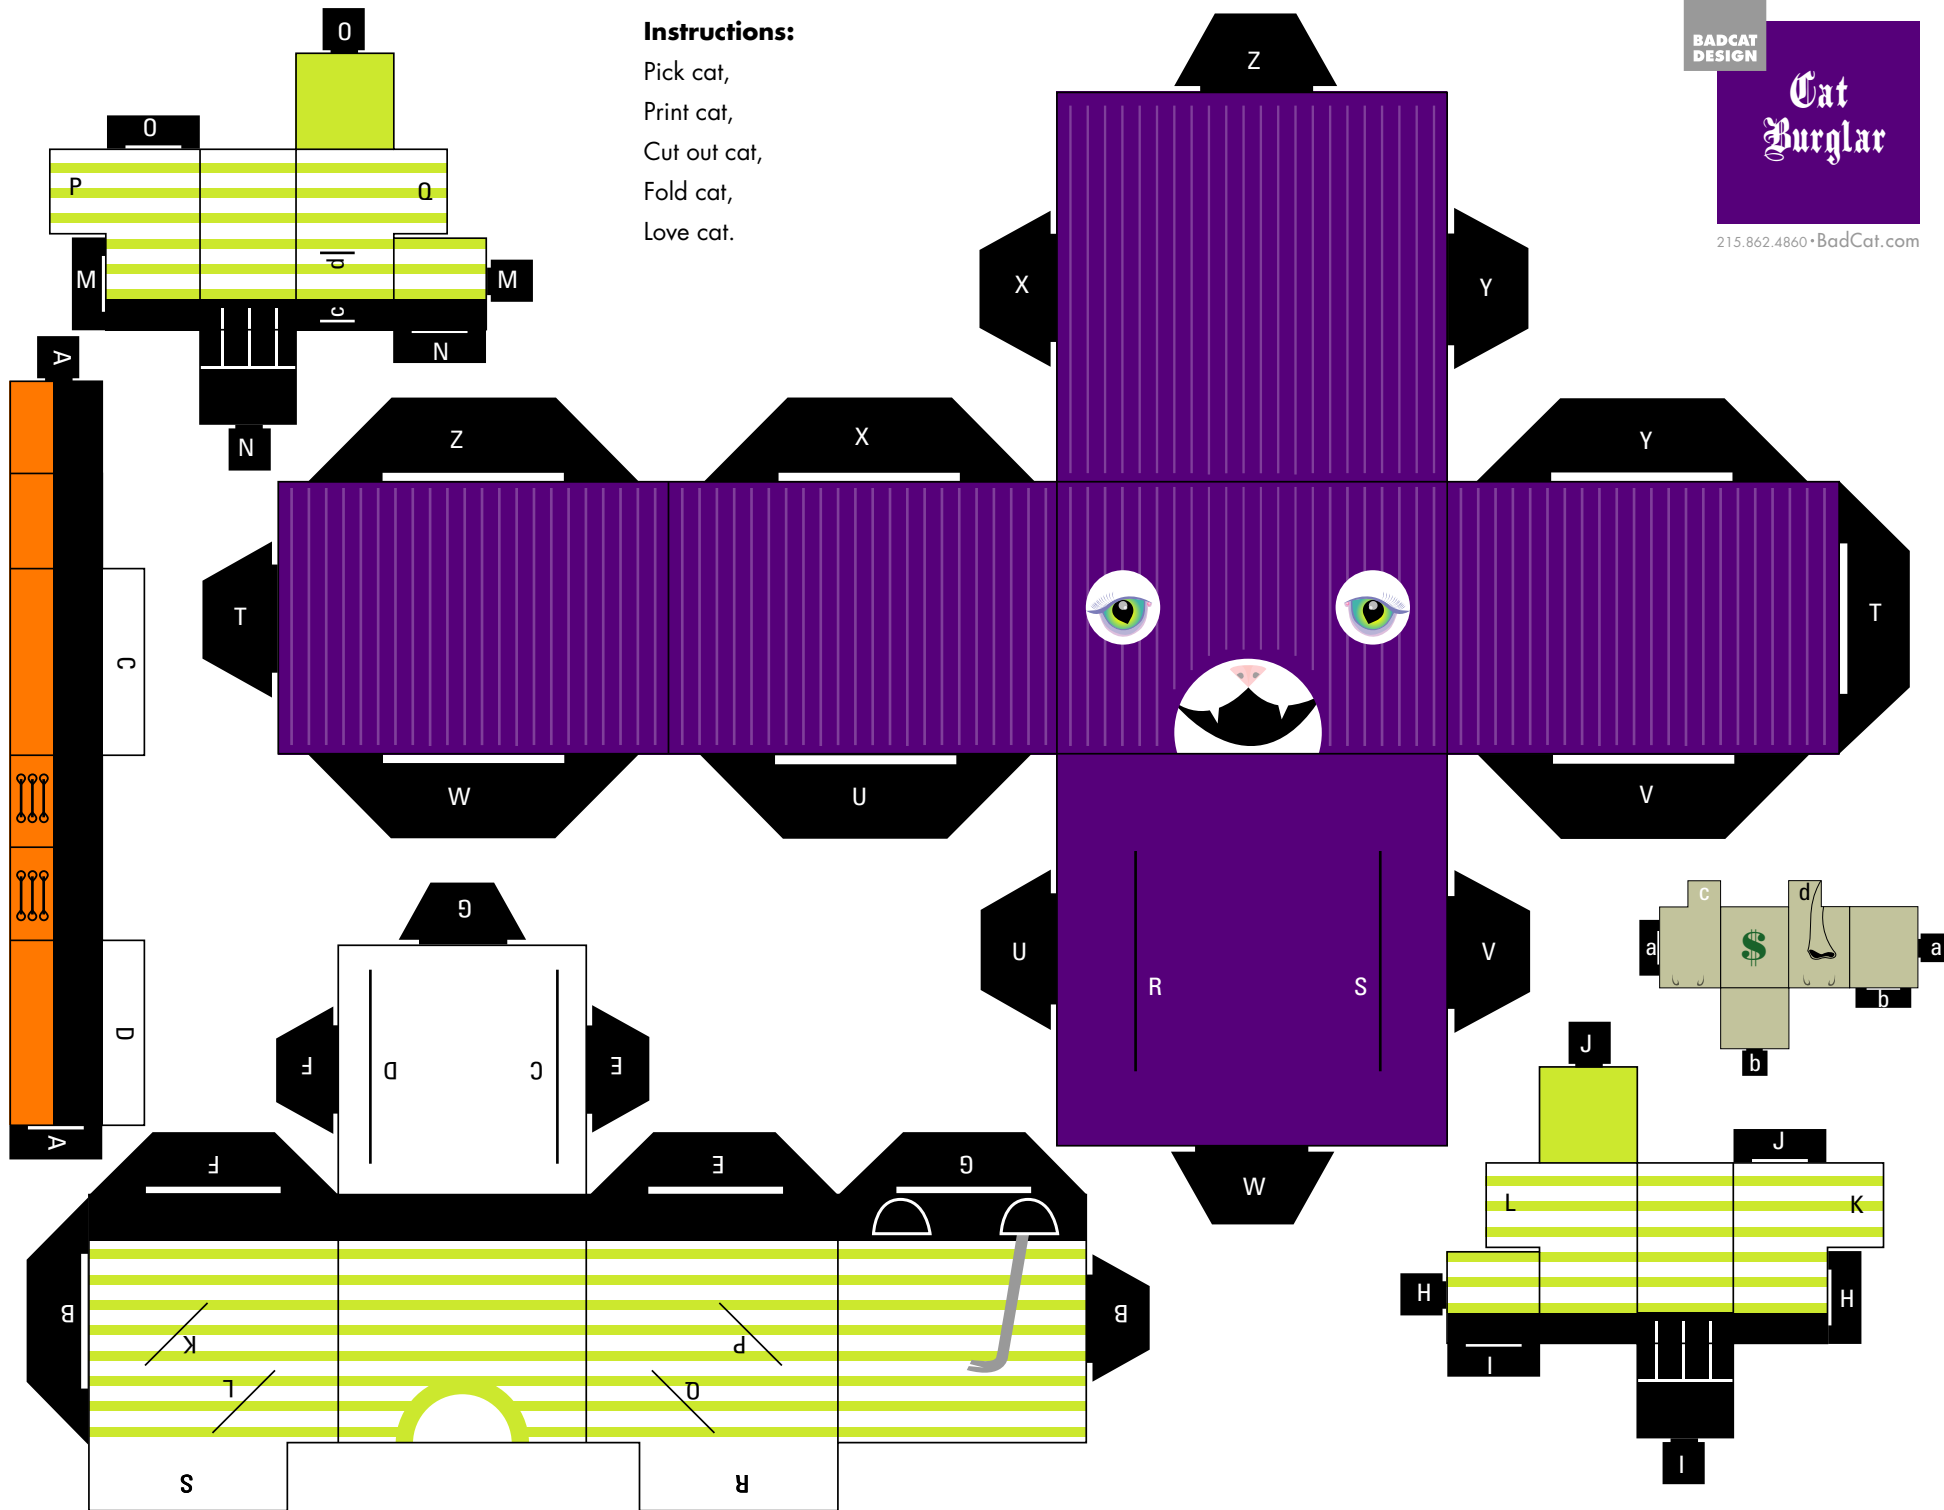 O
Instructions:
Pick cat,
Print cat,
Cut out cat,
Fold cat,
Love cat.
Z
BADCAT
DESIGN
Cat
Burglar
215.862.4860•BadCat.com
O
P
Q
d
M
M
c
N
N
X
Y
A
Z
X
Y
T
T
C
W
U
V
G
U
V
R
S
c
d
a
$
a
b
b
D
F
D
C
E
J
A
F
E
G
W
J
L
K
H
H
I
I
B
B
K
P
L
Q
S
R